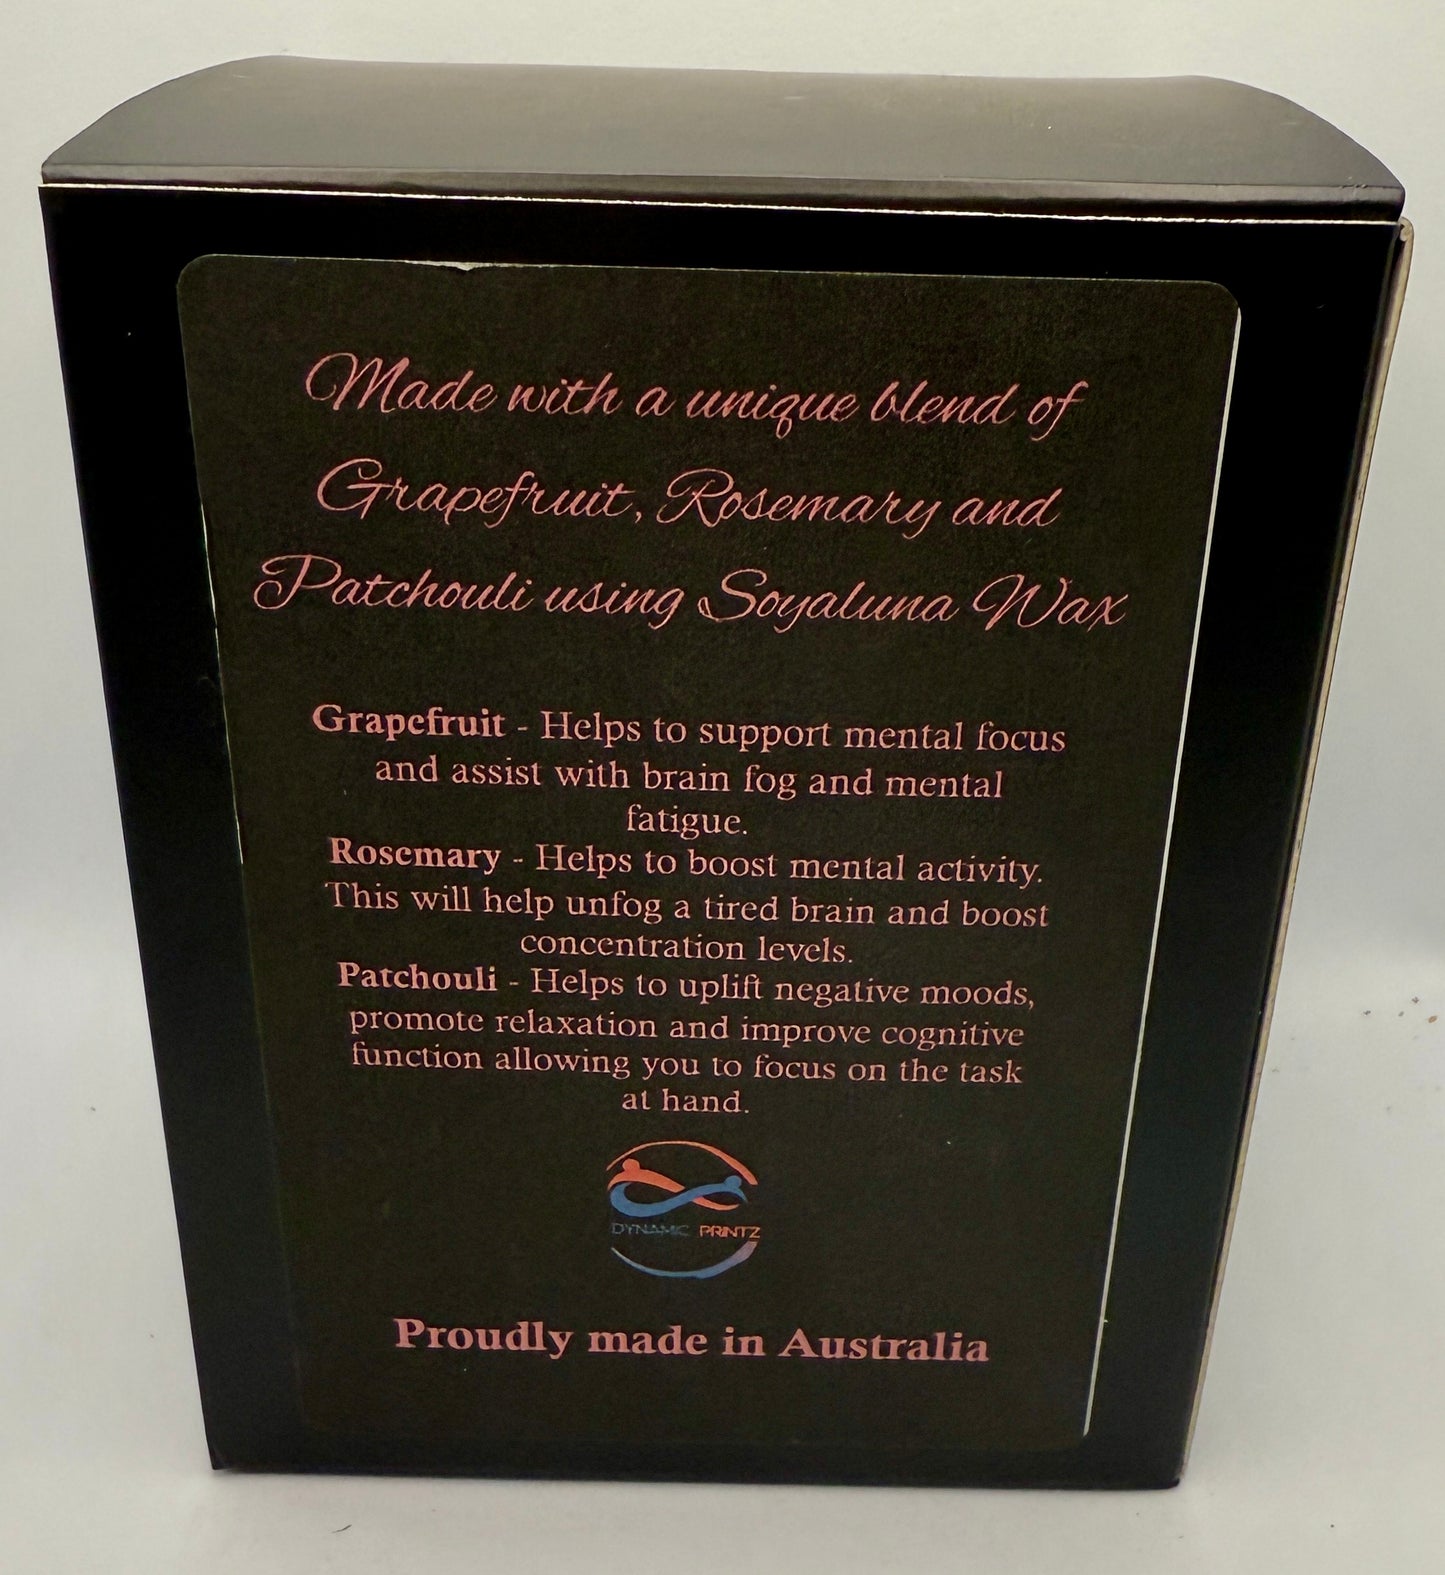 Made with a unique blend of
Grapefruit, Rosemary and
Patchouli using Soyaluna Wax
Grapefruit - Helps to support mental focus
and assist with brain fog and mental
fatigue.
Rosemary - Helps to boost mental activity.
This will help unfog a tired brain and boost
concentration levels.
Patchouli - Helps to uplift negative moods,
promote relaxation and improve cognitive
function allowing you to focus on the task
at hand.
DYNAMIC PRINTZ
Proudly made in Australia